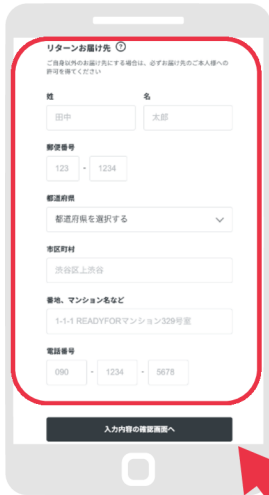 リターンお届け先 ?
ご自身以外のお届け先にする場合は、必ずお届け先のご本人様への
許可を得てください
姓 名
田中 太郎
郵便番号
123 - 1234
都道府県
都道府県を選択する
市区町村
渋谷区上渋谷
番地、マンション名など
1-1-1 READYFORマンション329号室
電話番号
090 - 1234 - 5678
入力内容の確認画面へ